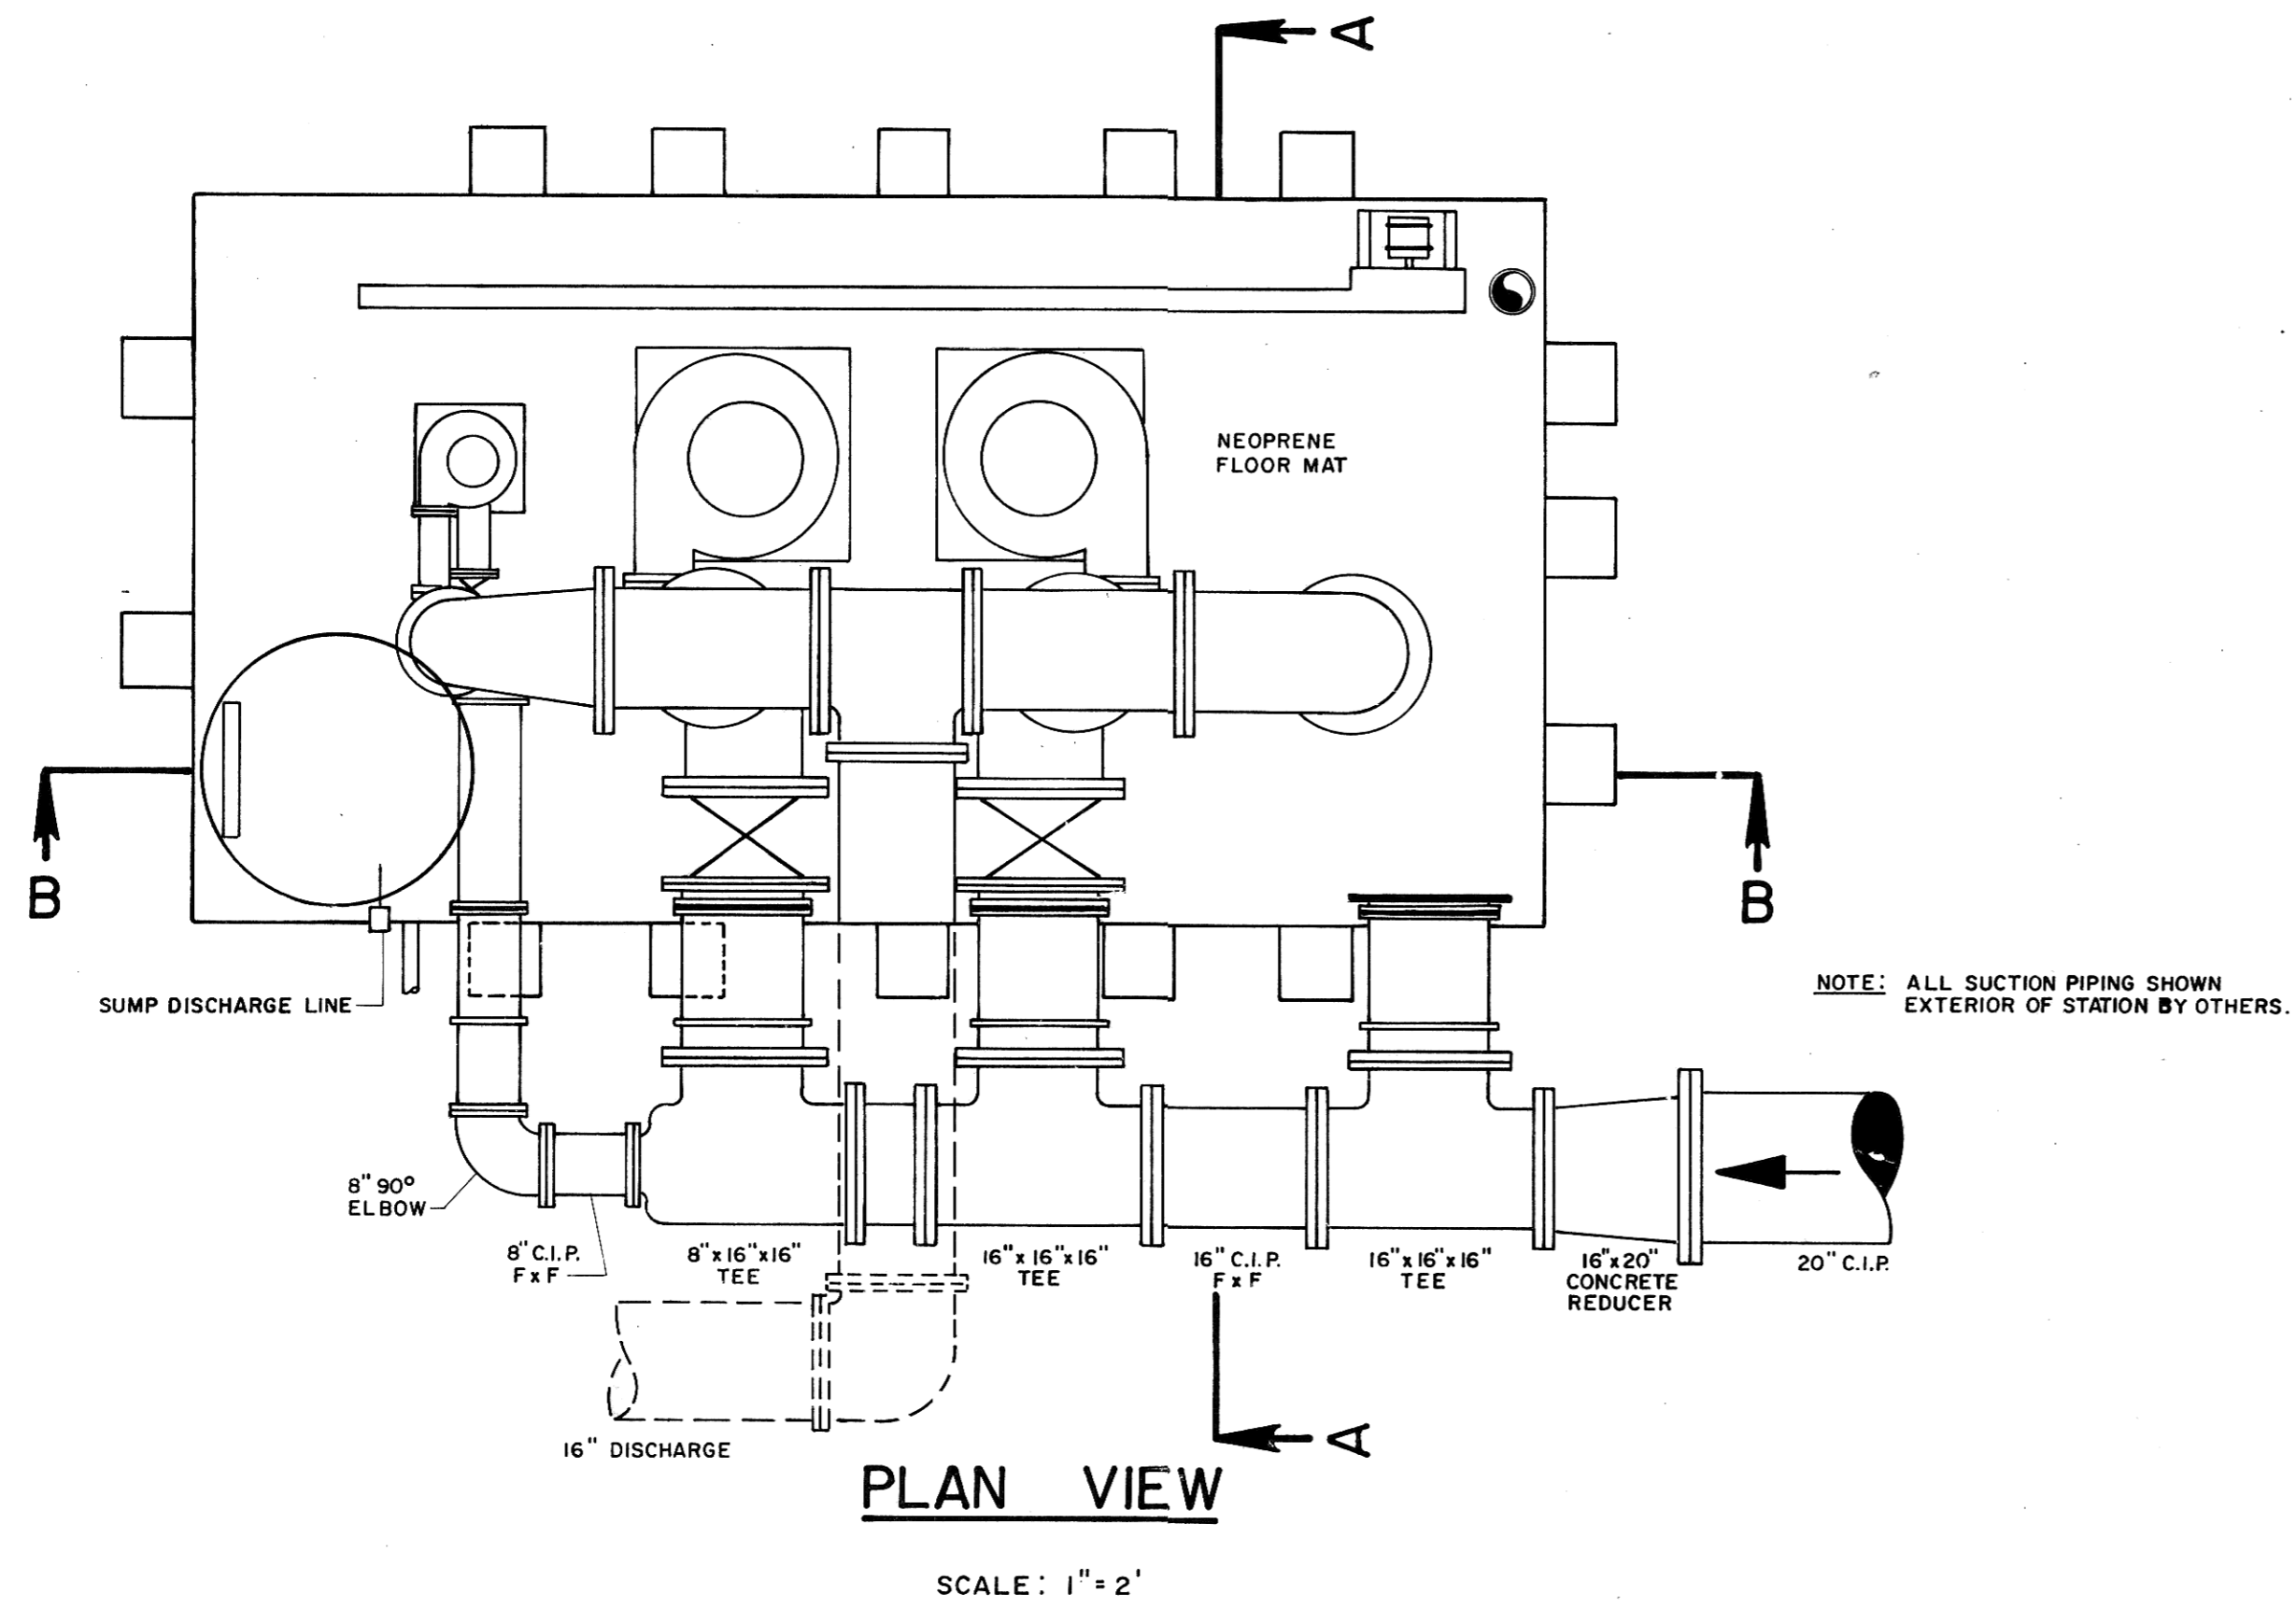 A
NEOPRENE
FLOOR MAT
B
B
NOTE: ALL SUCTION PIPING SHOWN
EXTERIOR OF STATION BY OTHERS.
SUMP DISCHARGE LINE
8" 90°
ELBOW
8" C.I.P.
F x F
8" x 16" x 16"
TEE
16" x 16" x 16"
TEE
16" C.I.P.
F x F
16" x 16" x 16"
TEE
16" x 20"
CONCRETE
REDUCER
20" C.I.P.
16" DISCHARGE
A
PLAN VIEW
SCALE: 1" = 2'